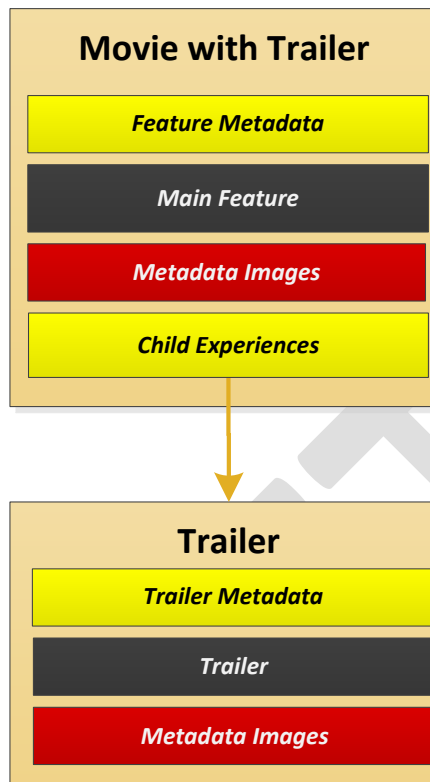 Movie with Trailer
Feature Metadata
Main Feature
Metadata Images
Child Experiences
Trailer
Trailer Metadata
Trailer
Metadata Images